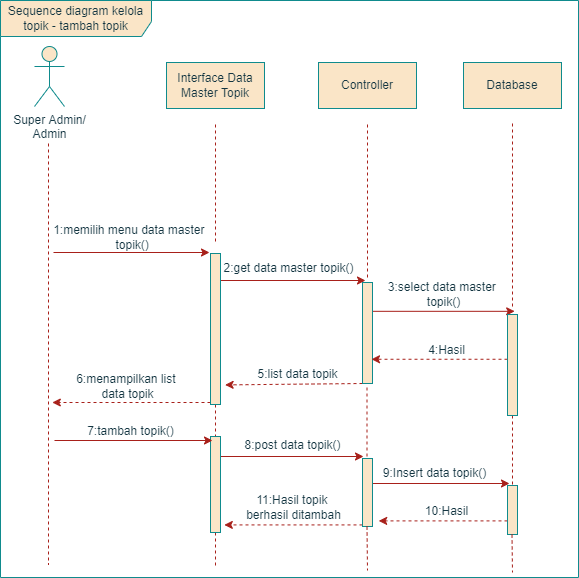 Sequence diagram kelola
topik - tambah topik
Super Admin/
Admin
Interface Data
Master Topik
Controller
Database
1:memilih menu data master
topik()
2:get data master topik()
3:select data master
topik()
4:Hasil
5:list data topik
6:menampilkan list
data topik
7:tambah topik()
8:post data topik()
9:Insert data topik()
10:Hasil
11:Hasil topik
berhasil ditambah